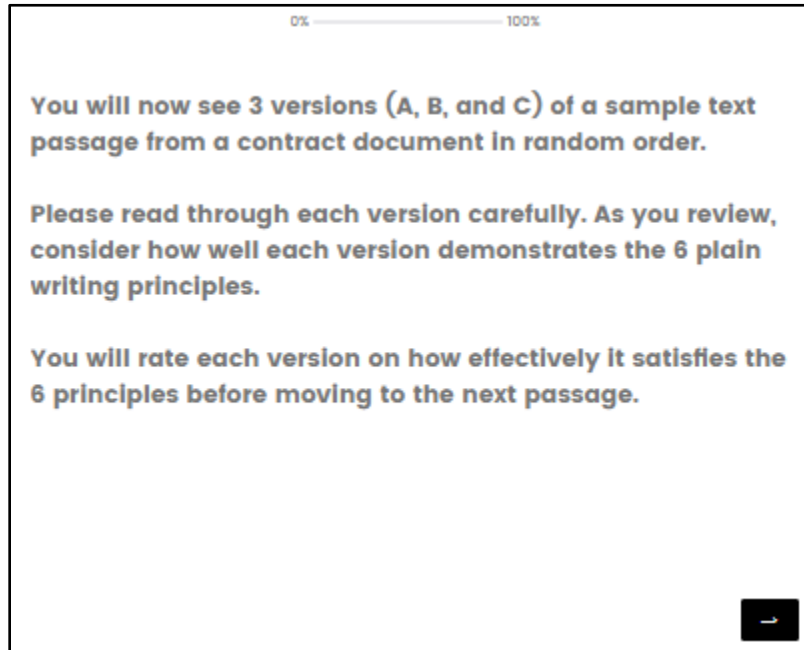 0% 100%
You will now see 3 versions (A, B, and C) of a sample text
passage from a contract document in random order.
Please read through each version carefully. As you review,
consider how well each version demonstrates the 6 plain
writing principles.
You will rate each version on how effectively it satisfies the
6 principles before moving to the next passage.